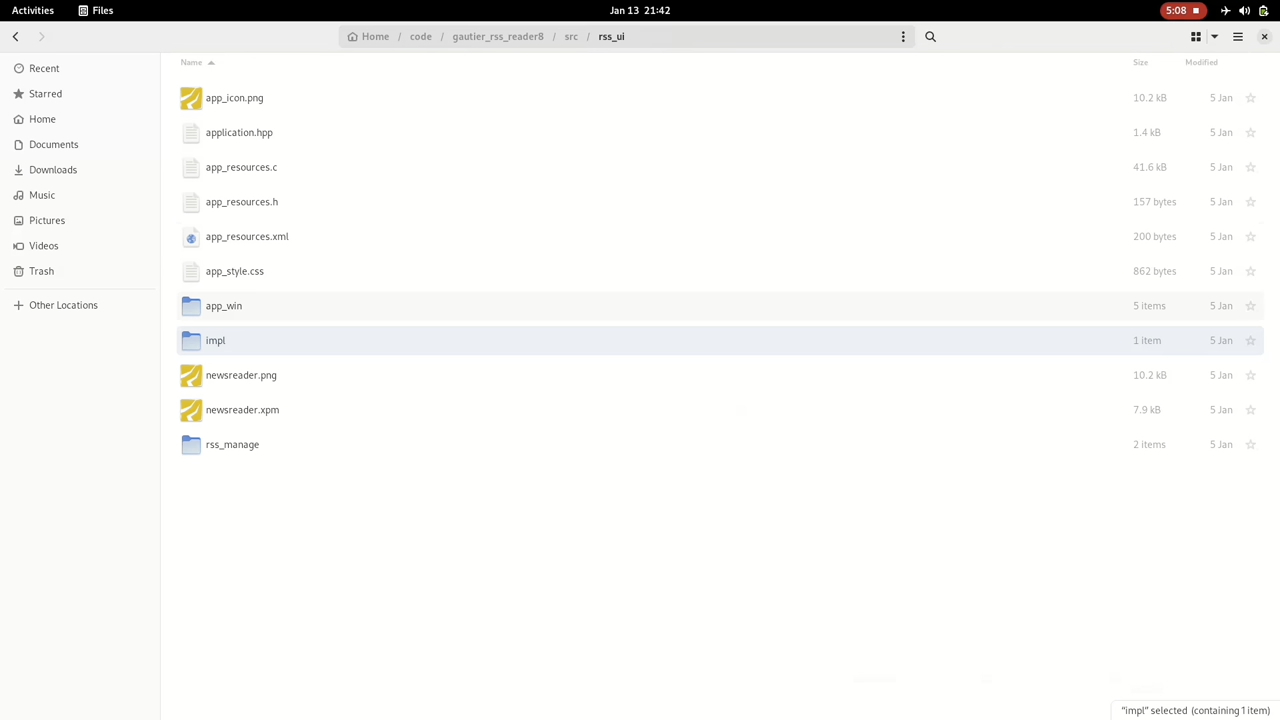 Activities Files Jan 13 21:42 5:08
Home / code / gautier_rss_reader8 / src / rss_ui
Name Size Modified
Recent
Starred
Home
Documents
Downloads
Music
Pictures
Videos
Trash
Other Locations
app_icon.png 10.2 kB 5 Jan
application.hpp 1.4 kB 5 Jan
app_resources.c 41.6 kB 5 Jan
app_resources.h 157 bytes 5 Jan
app_resources.xml 200 bytes 5 Jan
app_style.css 862 bytes 5 Jan
app_win 5 items 5 Jan
impl 1 item 5 Jan
newsreader.png 10.2 kB 5 Jan
newsreader.xpm 7.9 kB 5 Jan
rss_manage 2 items 5 Jan
“impl” selected (containing 1 item)